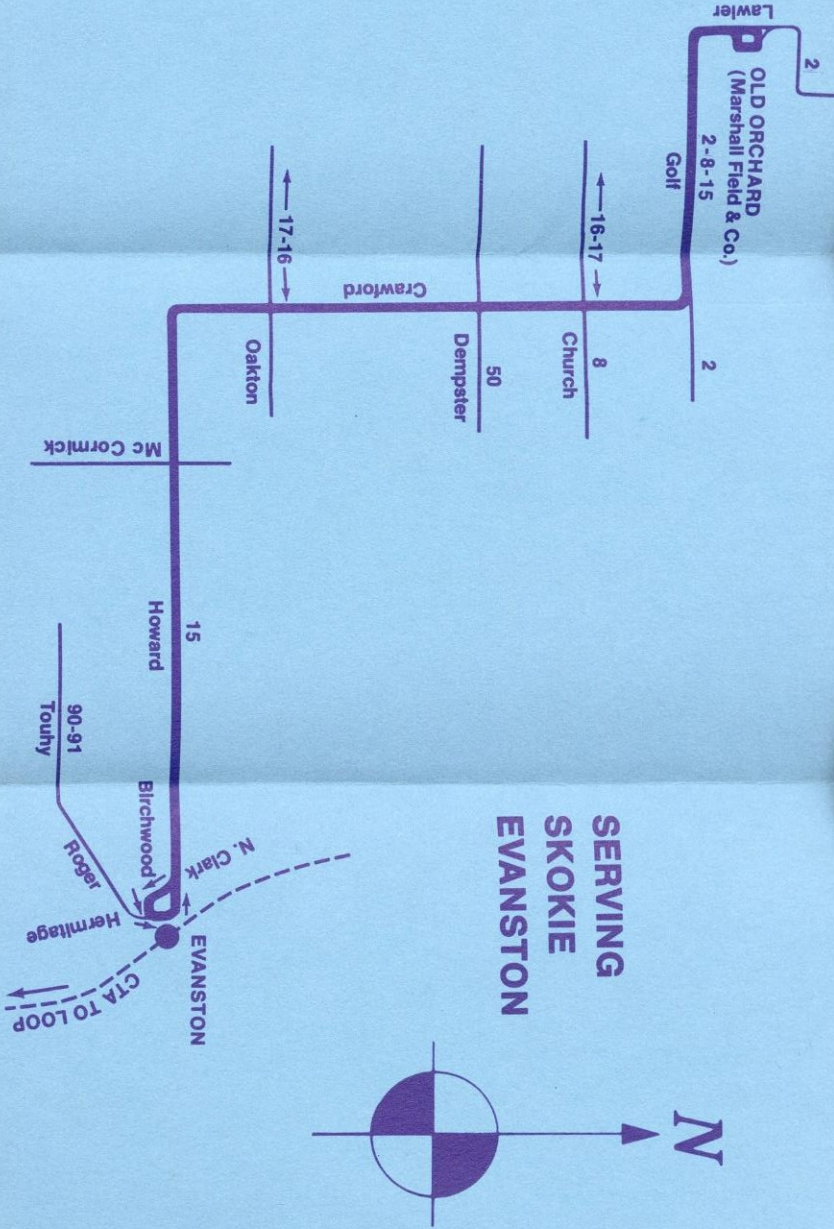 Lawler
2
OLD ORCHARD
(Marshall Field & Co.)
2-8-15
Golf
2
16-17
8
Church
50
Dempster
Crawford
17-16
Oakton
Mc Cormick
15
Howard
90-91
Touhy
Birchwood
Roger
N. Clark
Hermitage
EVANSTON
CTA TO LOOP
SERVING
SKOKIE
EVANSTON
N